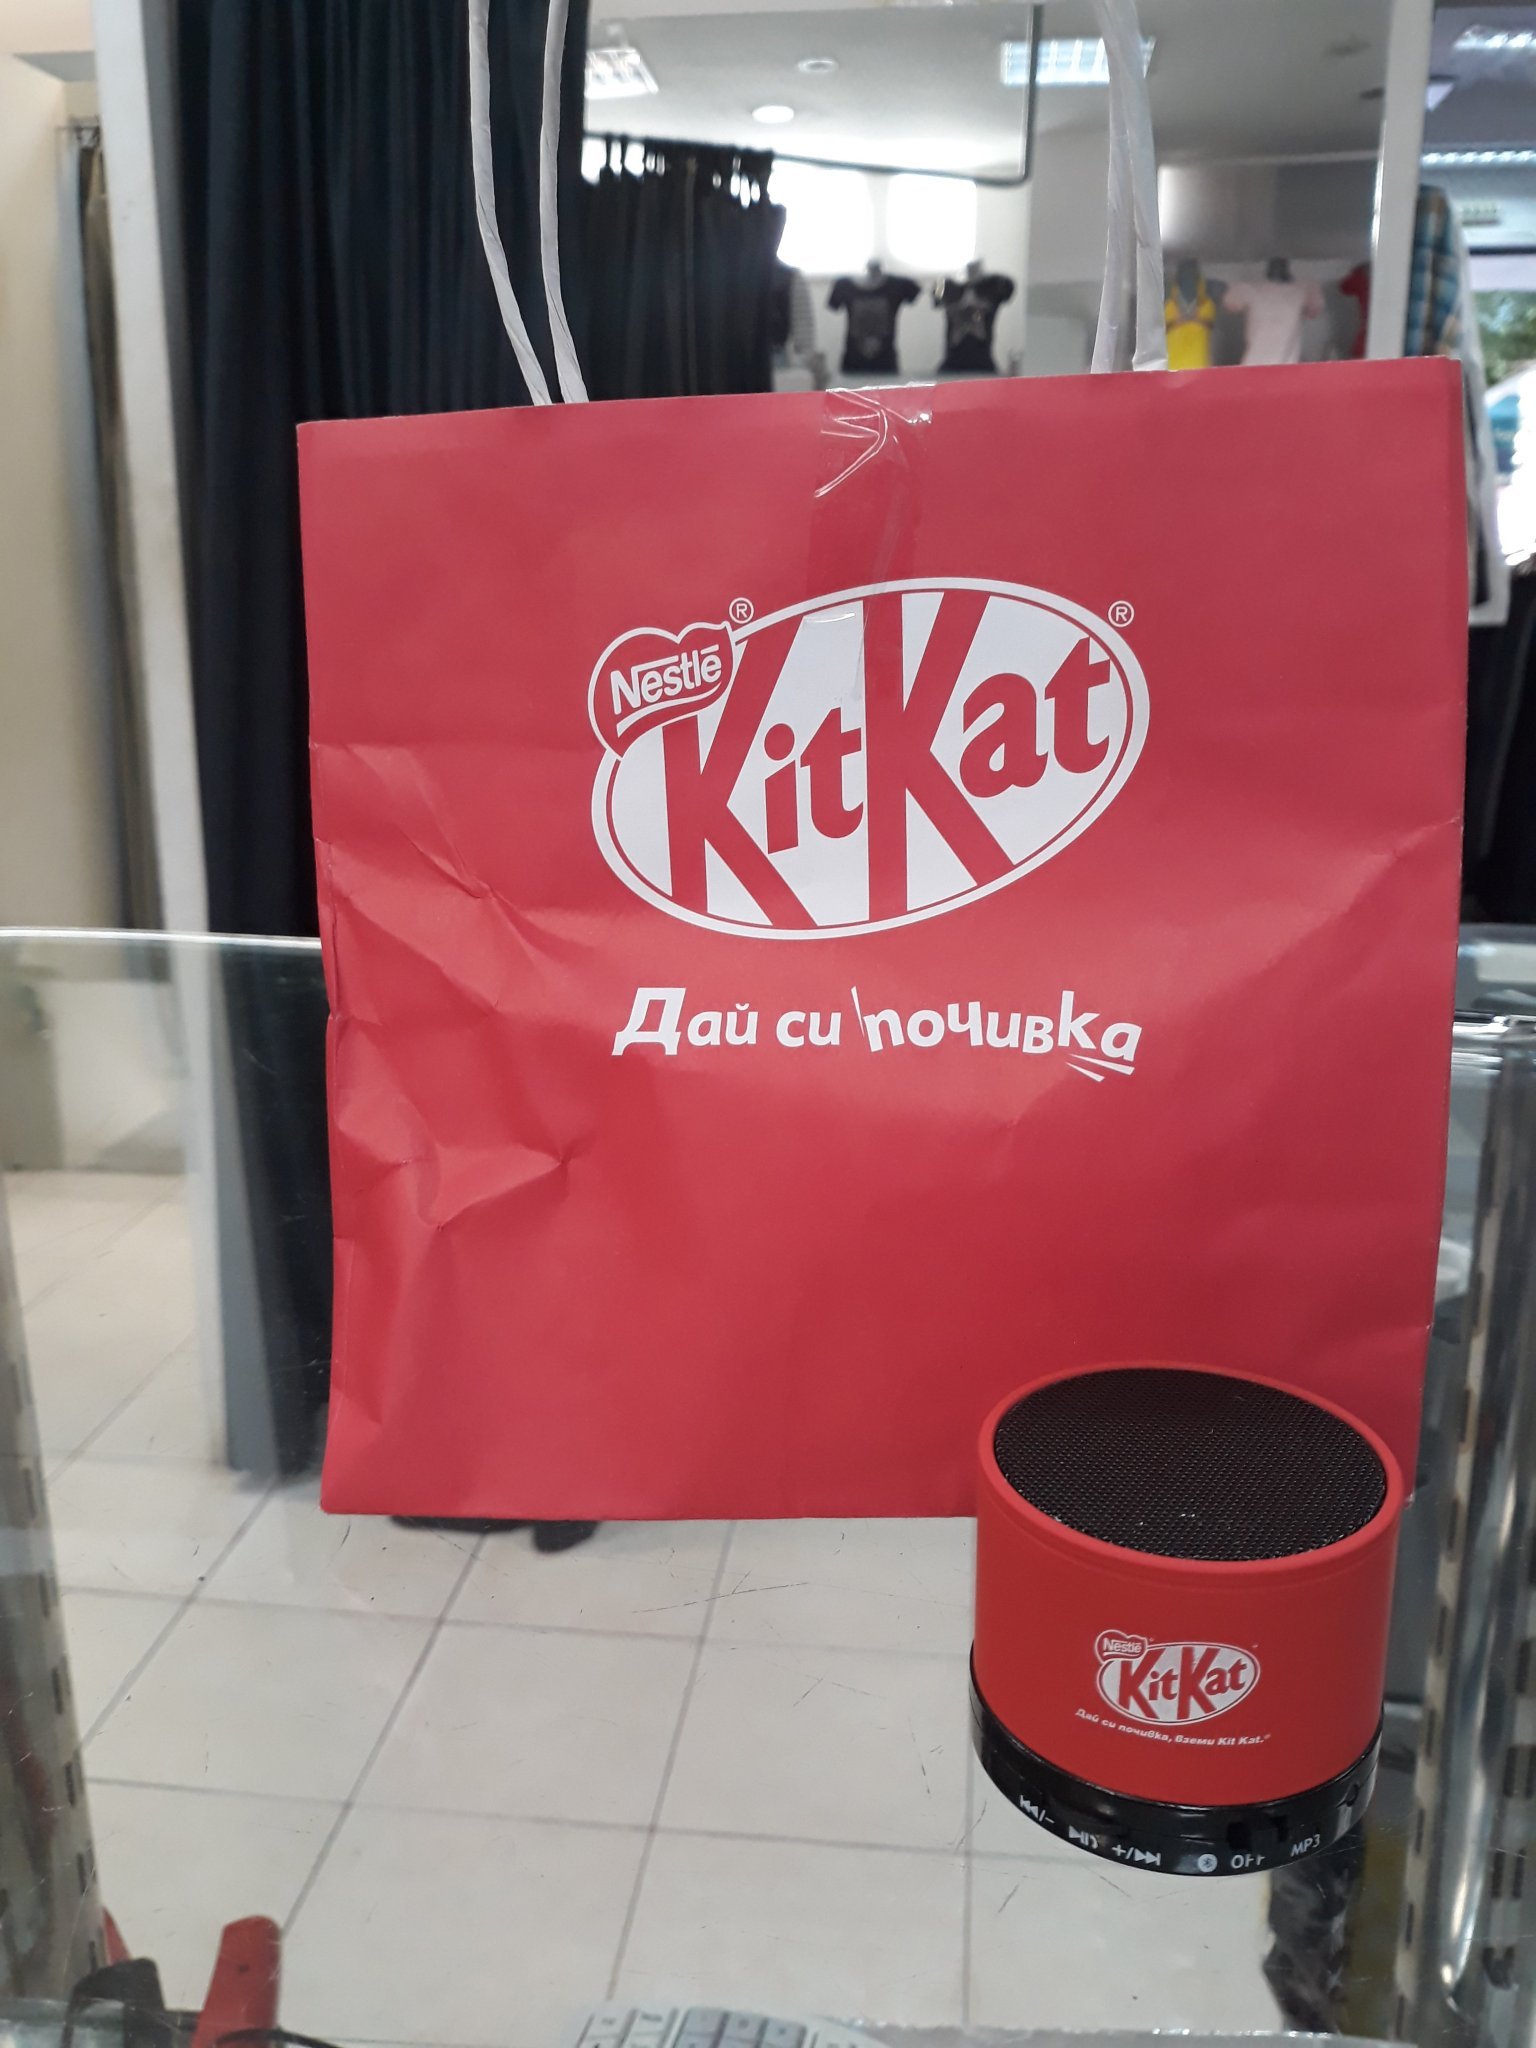 Nestlé ®
KitKat ®
Дай си почивка
Nestlé
KitKat
Дай си почивка, вземи Kit Kat.®
OFF MP3